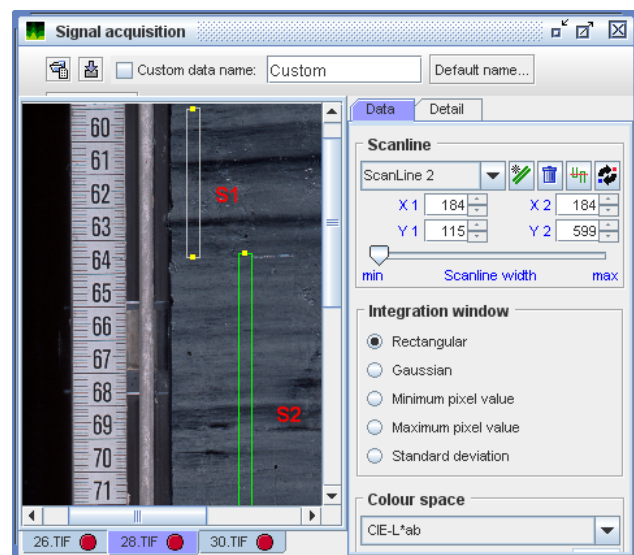 Signal acquisition
Custom data name: Custom Default name...
Data Detail
60
61
62
63
64
65
66
67
68
69
70
71
S1
S2
Scanline
ScanLine 2
X 1 184 X 2 184
Y 1 115 Y 2 599
min Scanline width max
Integration window
Rectangular
Gaussian
Minimum pixel value
Maximum pixel value
Standard deviation
Colour space
CIE-L*ab
26.TIF 28.TIF 30.TIF